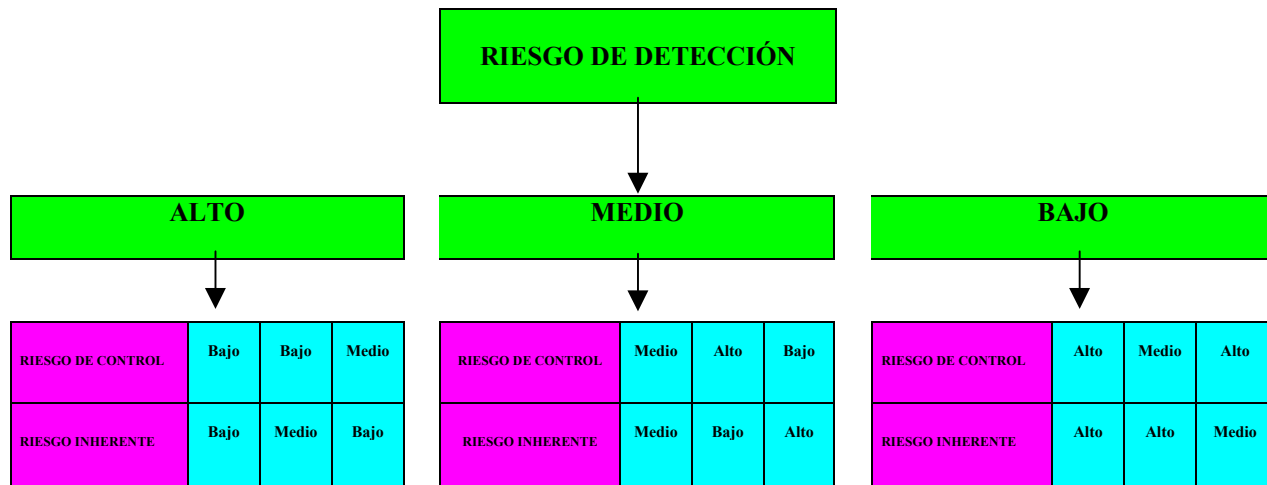 RIESGO DE DETECCIÓN
ALTO
MEDIO
BAJO
RIESGO DE CONTROL Bajo Bajo Medio
RIESGO INHERENTE Bajo Medio Bajo
RIESGO DE CONTROL Medio Alto Bajo
RIESGO INHERENTE Medio Bajo Alto
RIESGO DE CONTROL Alto Medio Alto
RIESGO INHERENTE Alto Alto Medio